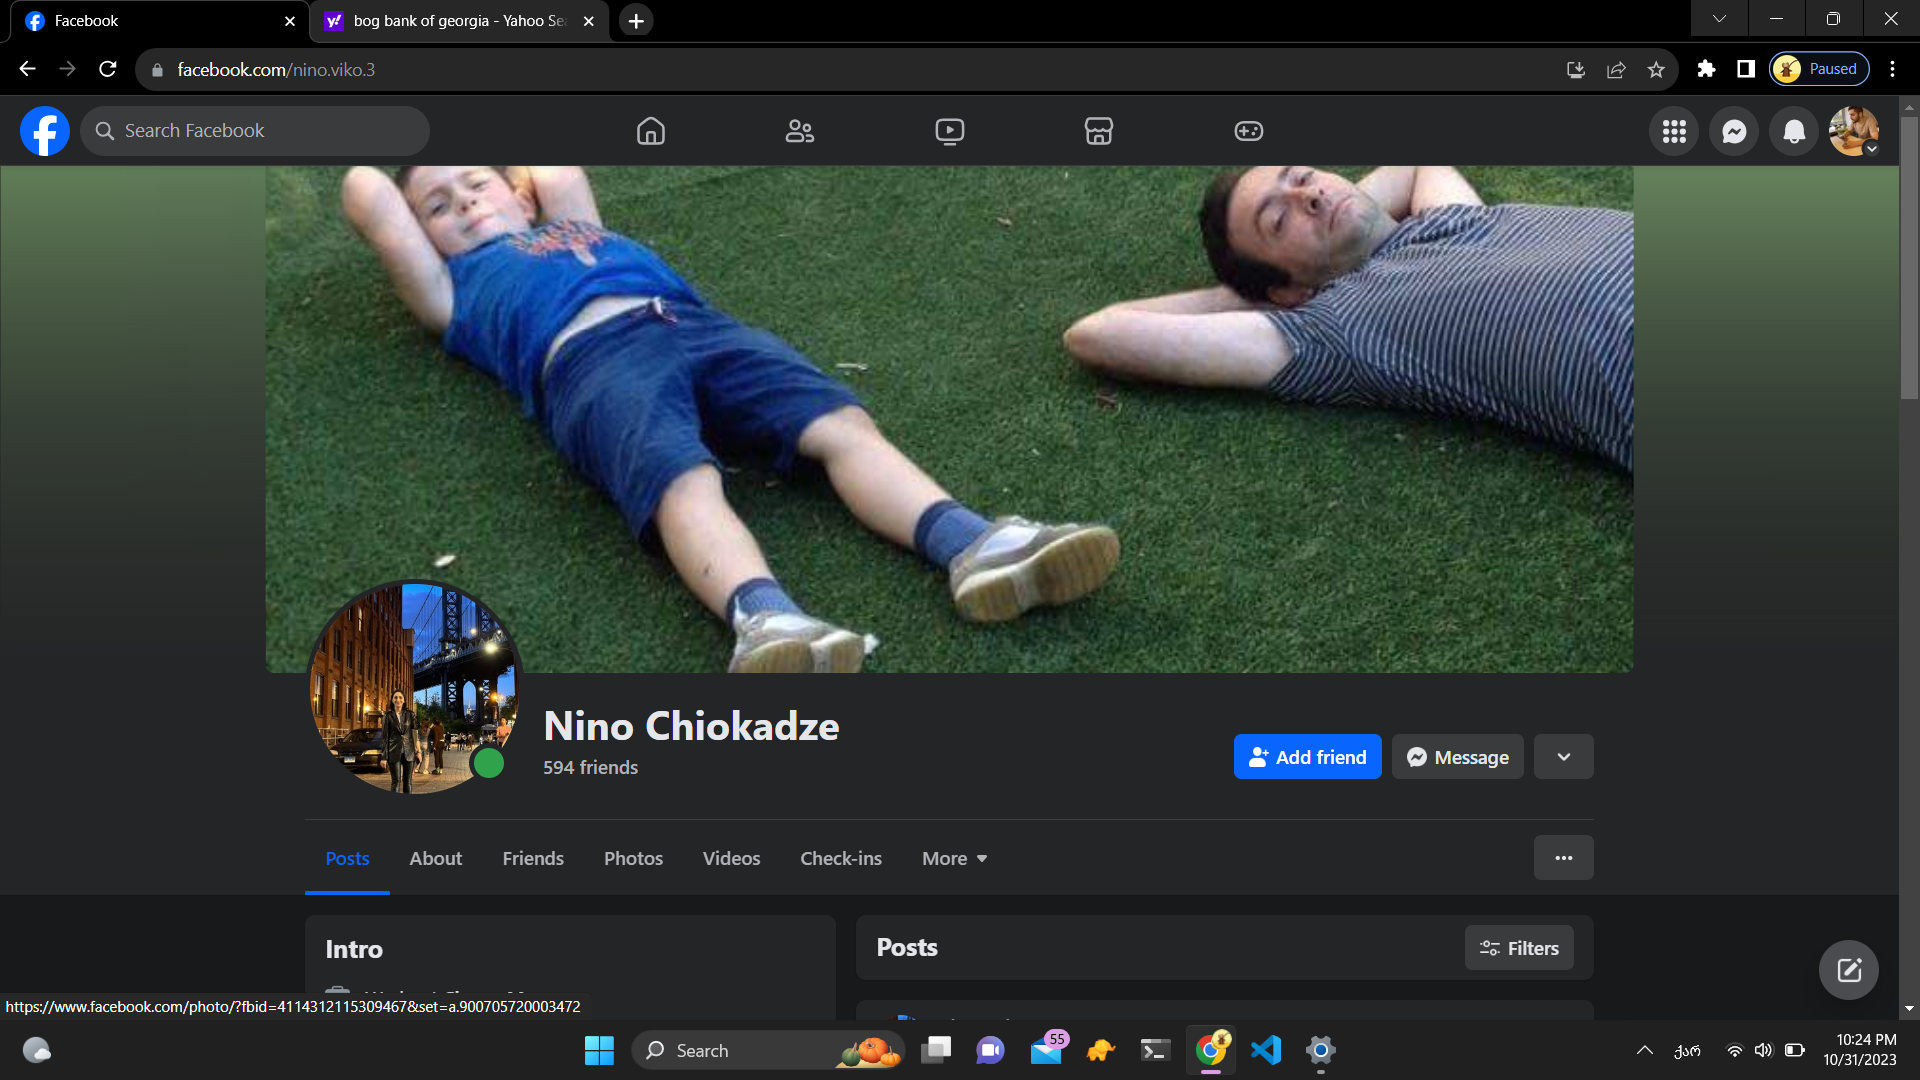 Facebook
bog bank of georgia - Yahoo Se
facebook.com/nino.viko.3
Paused
Search Facebook
Nino Chiokadze
594 friends
Add friend
Message
Posts
About
Friends
Photos
Videos
Check-ins
More
Intro
Posts
Filters
https://www.facebook.com/photo/?fbid=4114312115309467&set=a.900705720003472
Search
55
ქარ
10:24 PM
10/31/2023